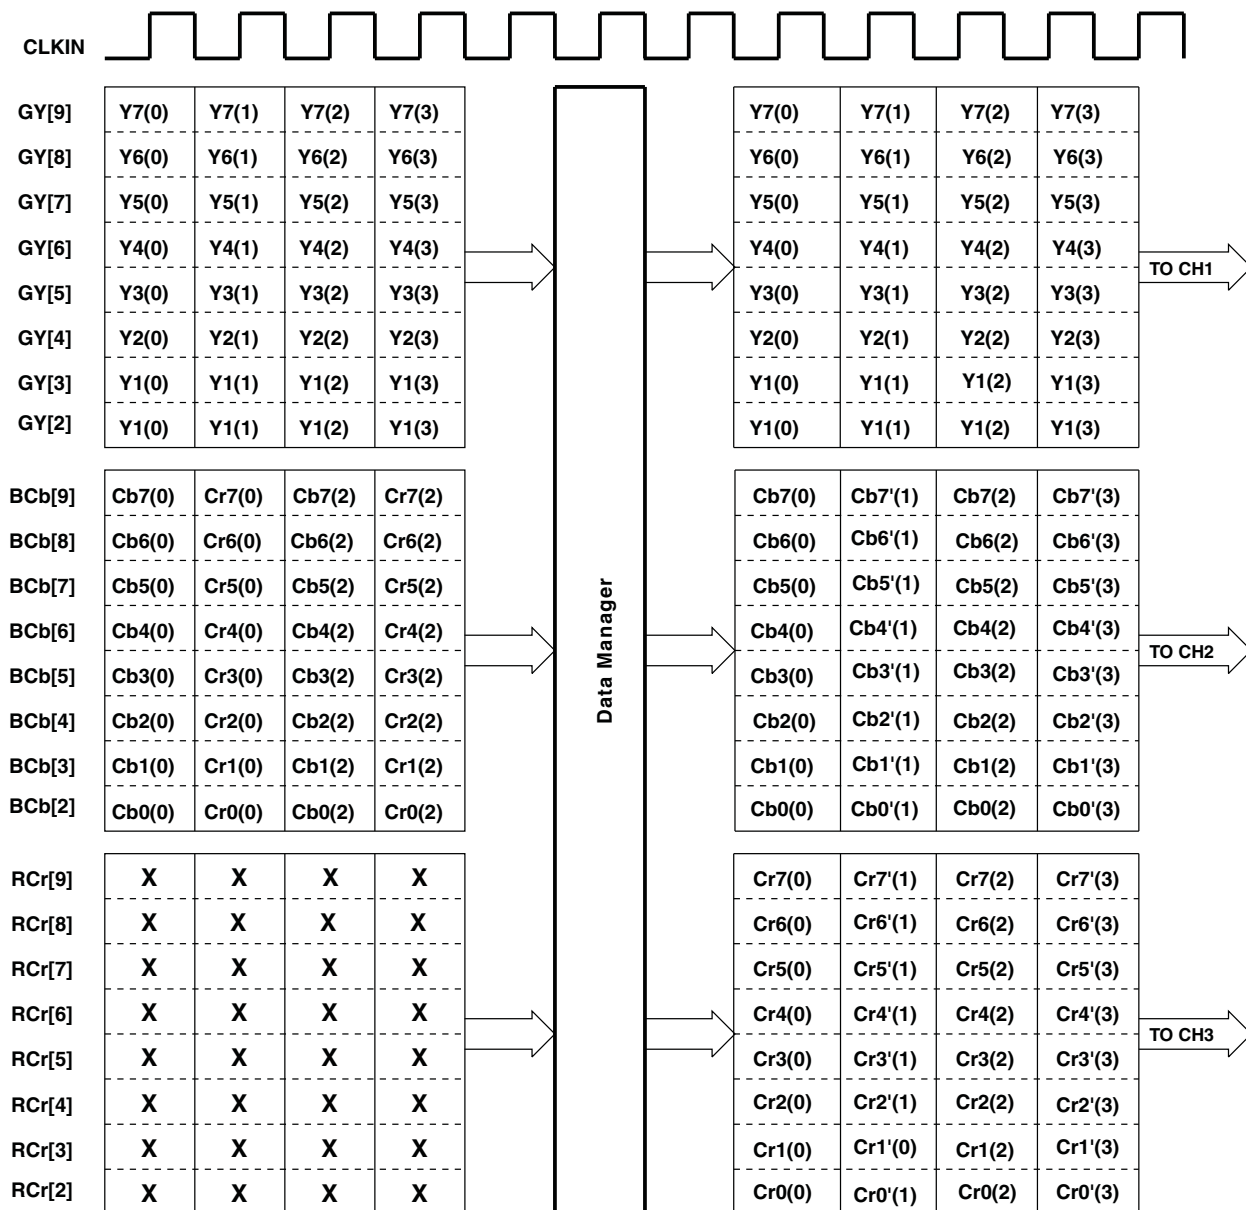 CLKIN
GY[9] Y7(0) Y7(1) Y7(2) Y7(3) Y7(0) Y7(1) Y7(2) Y7(3)
GY[8] Y6(0) Y6(1) Y6(2) Y6(3) Y6(0) Y6(1) Y6(2) Y6(3)
GY[7] Y5(0) Y5(1) Y5(2) Y5(3) Y5(0) Y5(1) Y5(2) Y5(3)
GY[6] Y4(0) Y4(1) Y4(2) Y4(3) Y4(0) Y4(1) Y4(2) Y4(3)
TO CH1
GY[5] Y3(0) Y3(1) Y3(2) Y3(3) Y3(0) Y3(1) Y3(2) Y3(3)
GY[4] Y2(0) Y2(1) Y2(2) Y2(3) Y2(0) Y2(1) Y2(2) Y2(3)
GY[3] Y1(0) Y1(1) Y1(2) Y1(3) Y1(0) Y1(1) Y1(2) Y1(3)
GY[2] Y1(0) Y1(1) Y1(2) Y1(3) Y1(0) Y1(1) Y1(2) Y1(3)
BCb[9] Cb7(0) Cr7(0) Cb7(2) Cr7(2) Cb7(0) Cb7'(1) Cb7(2) Cb7'(3)
BCb[8] Cb6(0) Cr6(0) Cb6(2) Cr6(2) Cb6(0) Cb6'(1) Cb6(2) Cb6'(3)
BCb[7] Cb5(0) Cr5(0) Cb5(2) Cr5(2) Cb5(0) Cb5'(1) Cb5(2) Cb5'(3)
BCb[6] Cb4(0) Cr4(0) Cb4(2) Cr4(2) Cb4(0) Cb4'(1) Cb4(2) Cb4'(3)
Data Manager
TO CH2
BCb[5] Cb3(0) Cr3(0) Cb3(2) Cr3(2) Cb3(0) Cb3'(1) Cb3(2) Cb3'(3)
BCb[4] Cb2(0) Cr2(0) Cb2(2) Cr2(2) Cb2(0) Cb2'(1) Cb2(2) Cb2'(3)
BCb[3] Cb1(0) Cr1(0) Cb1(2) Cr1(2) Cb1(0) Cb1'(1) Cb1(2) Cb1'(3)
BCb[2] Cb0(0) Cr0(0) Cb0(2) Cr0(2) Cb0(0) Cb0'(1) Cb0(2) Cb0'(3)
RCr[9] X X X X Cr7(0) Cr7'(1) Cr7(2) Cr7'(3)
RCr[8] X X X X Cr6(0) Cr6'(1) Cr6(2) Cr6'(3)
RCr[7] X X X X Cr5(0) Cr5'(1) Cr5(2) Cr5'(3)
RCr[6] X X X X Cr4(0) Cr4'(1) Cr4(2) Cr4'(3)
TO CH3
RCr[5] X X X X Cr3(0) Cr3'(1) Cr3(2) Cr3'(3)
RCr[4] X X X X Cr2(0) Cr2'(1) Cr2(2) Cr2'(3)
RCr[3] X X X X Cr1(0) Cr1'(0) Cr1(2) Cr1'(3)
RCr[2] X X X X Cr0(0) Cr0'(1) Cr0(2) Cr0'(3)